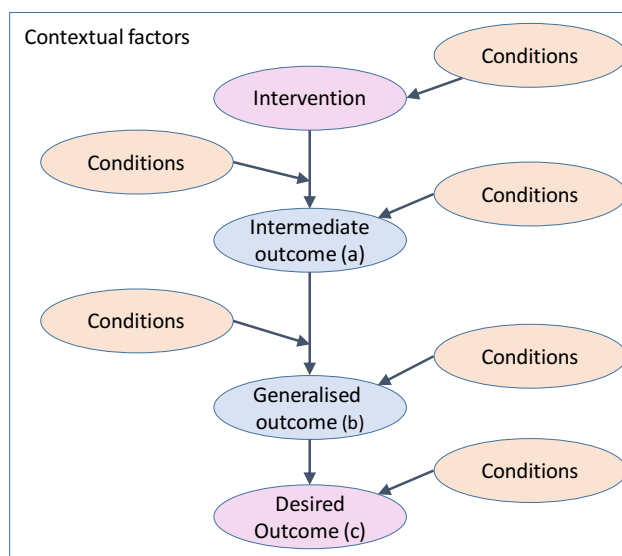 Contextual factors
Conditions
Intervention
Conditions
Conditions
Intermediate
outcome (a)
Conditions
Conditions
Generalised
outcome (b)
Conditions
Desired
Outcome (c)